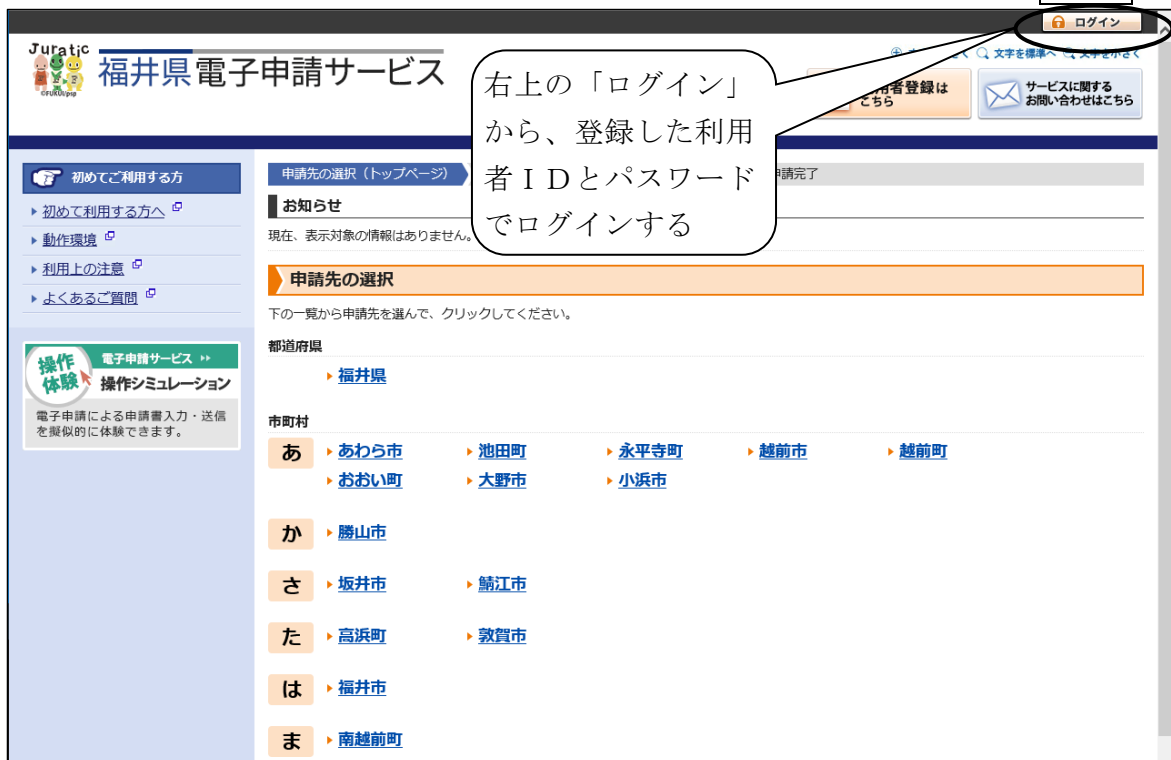 ログイン
Juratic
福井県電子申請サービス
©FUKUI/pip
文字を標準へ
文字を小さく
者登録は
こちら
サービスに関する
お問い合わせはこちら
右上の「ログイン」
から、登録した利用
者IDとパスワード
でログインする
初めてご利用する方
初めて利用する方へ
動作環境
利用上の注意
よくあるご質問
操作
体験
電子申請サービス
操作シミュレーション
電子申請による申請書入力・送信
を擬似的に体験できます。
申請先の選択（トップページ）
請完了
お知らせ
現在、表示対象の情報はありません。
申請先の選択
下の一覧から申請先を選んで、クリックしてください。
都道府県
福井県
市町村
あ あわら市 池田町 永平寺町 越前市 越前町
おおい町 大野市 小浜市
か 勝山市
さ 坂井市 鯖江市
た 高浜町 敦賀市
は 福井市
ま 南越前町